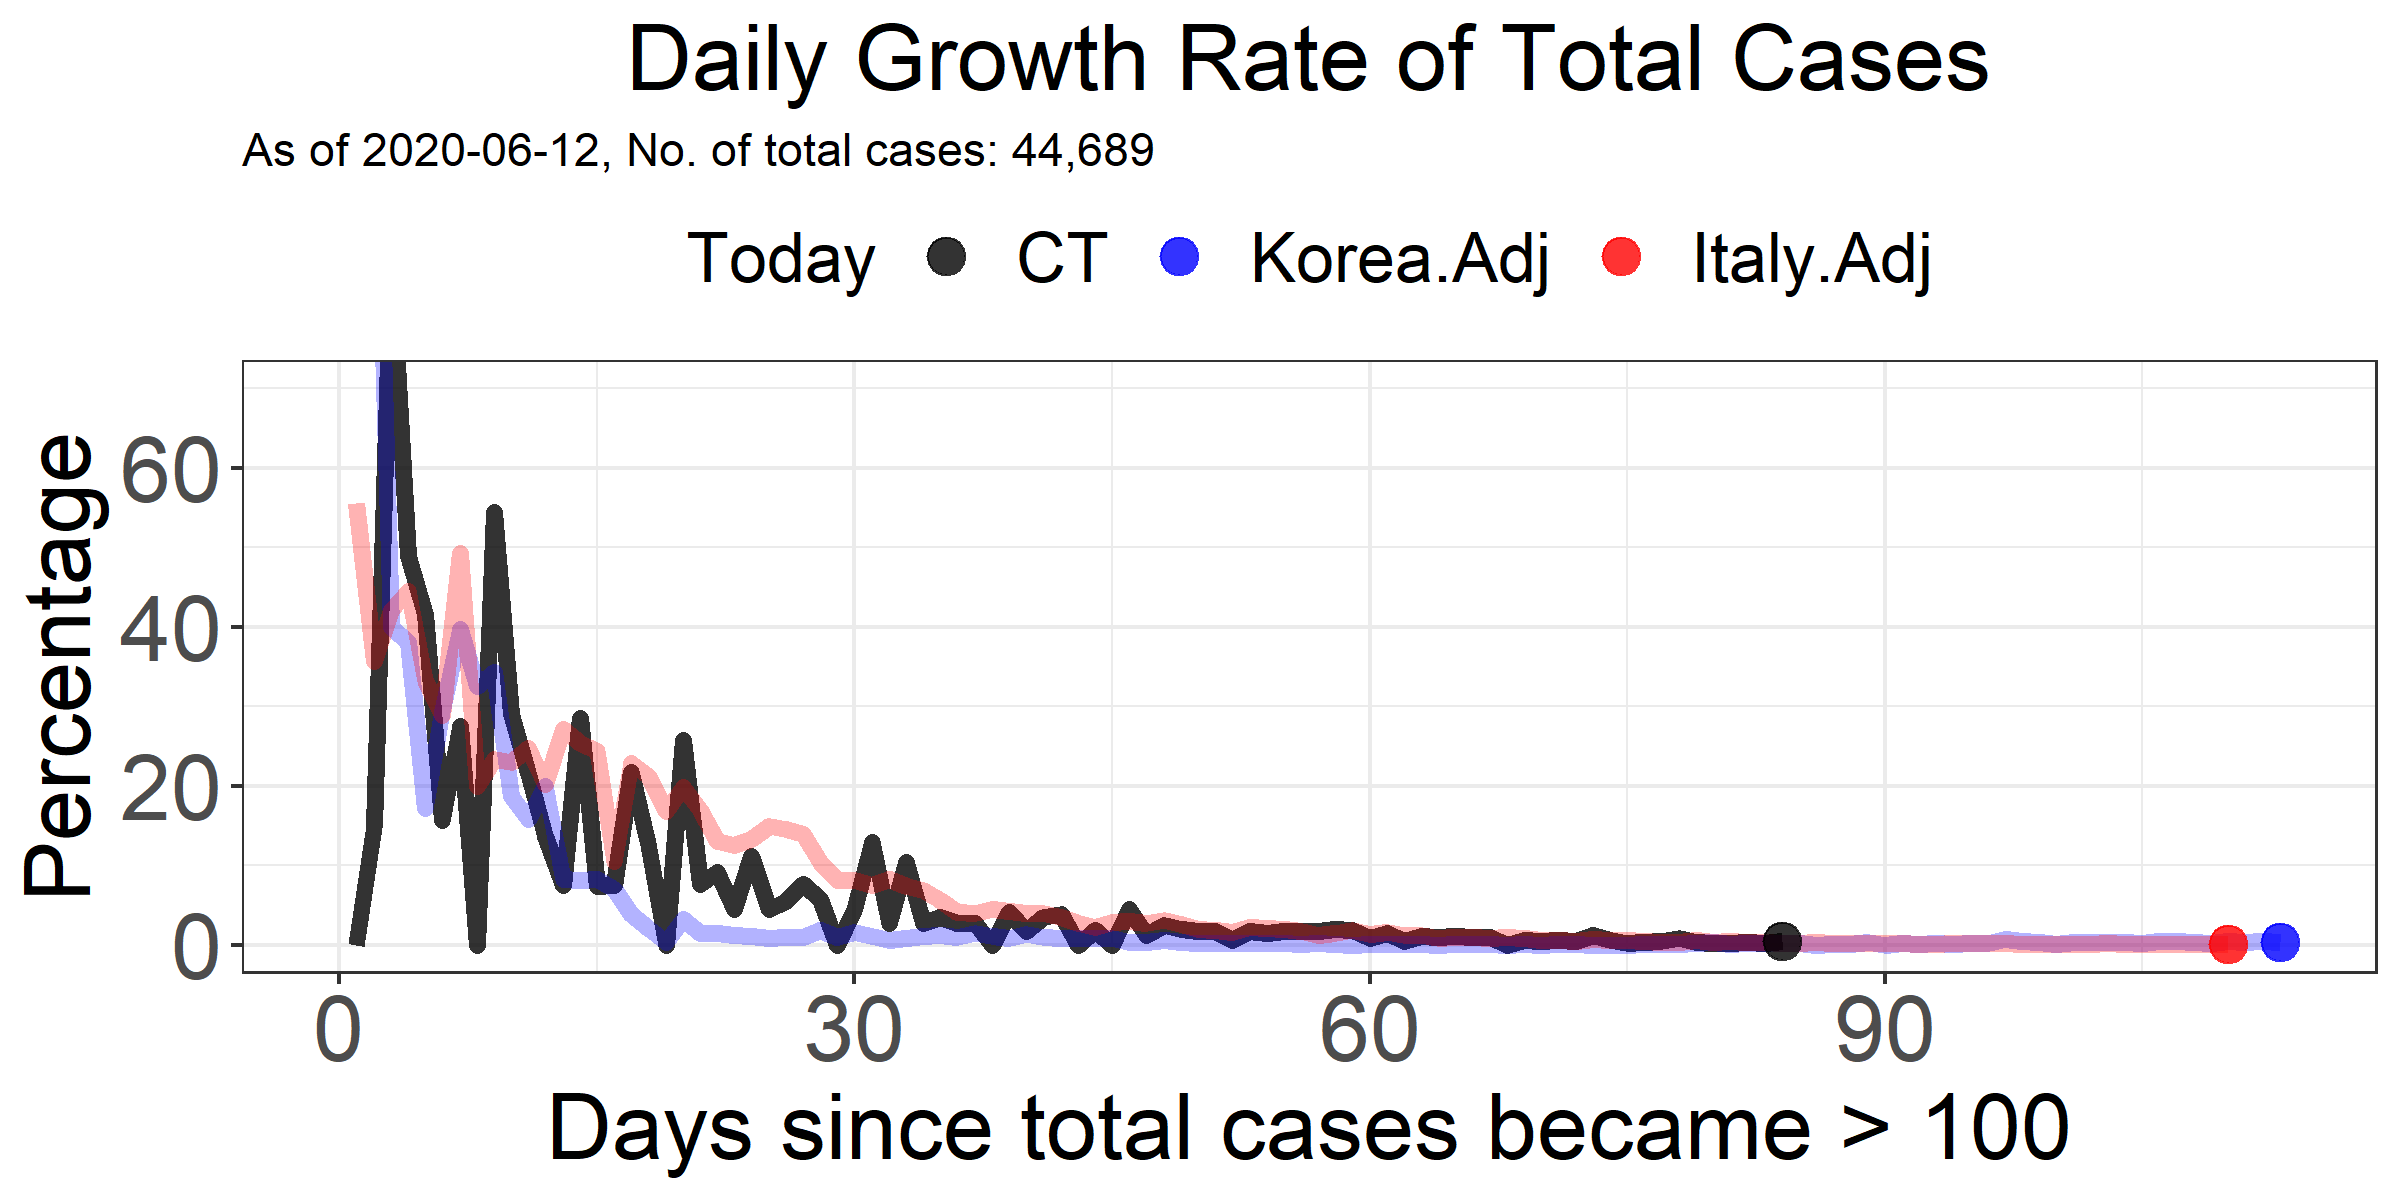 Daily Growth Rate of Total Cases
As of 2020-06-12, No. of total cases: 44,689
Today CT Korea.Adj Italy.Adj
Percentage
60
40
20
0
0 30 60 90
Days since total cases became > 100